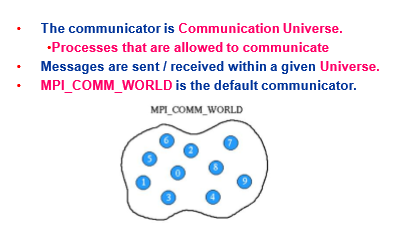 • The communicator is Communication Universe.
•Processes that are allowed to communicate
• Messages are sent / received within a given Universe.
• MPI_COMM_WORLD is the default communicator.
MPI_COMM_WORLD
6
2
7
5
0
8
1
9
3
4